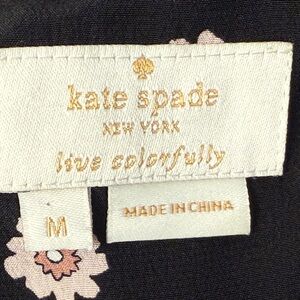 kate spade
NEW YORK
live colorfully
M
MADE IN CHINA